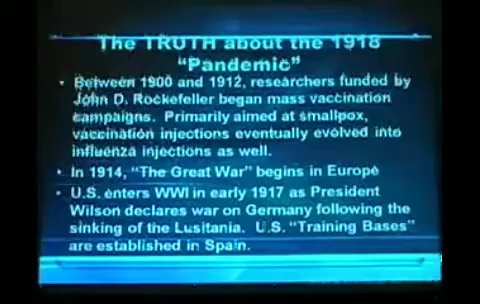 The TRUTH about the 1918
“Pandemic”
• Between 1900 and 1912, researchers funded by
John D. Rockefeller began mass vaccination
campaigns. Primarily aimed at smallpox,
vaccination injections eventually evolved into
influenza injections as well.
• In 1914, “The Great War” begins in Europe
• U.S. enters WWI in early 1917 as President
Wilson declares war on Germany following the
sinking of the Lusitania. U.S. “Training Bases”
are established in Spain.